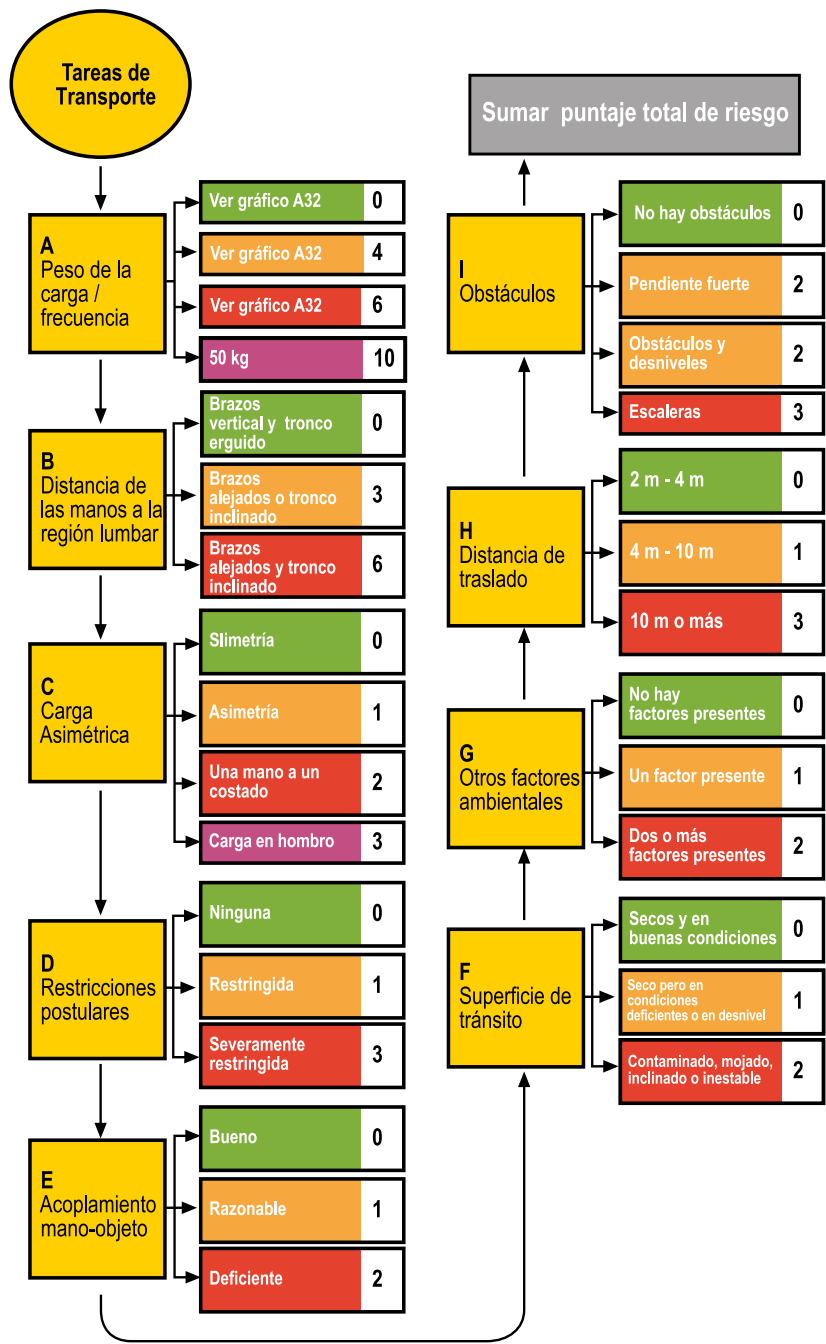 Tareas de
Transporte
A
Peso de la
carga /
frecuencia
Ver gráfico A32
0
Ver gráfico A32
4
Ver gráfico A32
6
50 kg
10
B
Distancia de
las manos a la
región lumbar
Brazos
vertical y tronco
erguido
0
Brazos
alejados o tronco
inclinado
3
Brazos
alejados y tronco
inclinado
6
C
Carga
Asimétrica
Slimetría
0
Asimetría
1
Una mano a un
costado
2
Carga en hombro
3
D
Restricciones
postulares
Ninguna
0
Restringida
1
Severamente
restringida
3
E
Acoplamiento
mano-objeto
Bueno
0
Razonable
1
Deficiente
2
F
Superficie de
tránsito
Secos y en
buenas condiciones
0
Seco pero en
condiciones
deficientes o en desnivel
1
Contaminado, mojado,
inclinado o inestable
2
G
Otros factores
ambientales
No hay
factores presentes
0
Un factor presente
1
Dos o más
factores presentes
2
H
Distancia de
traslado
2 m - 4 m
0
4 m - 10 m
1
10 m o más
3
I
Obstáculos
No hay obstáculos
0
Pendiente fuerte
2
Obstáculos y
desniveles
2
Escaleras
3
Sumar puntaje total de riesgo